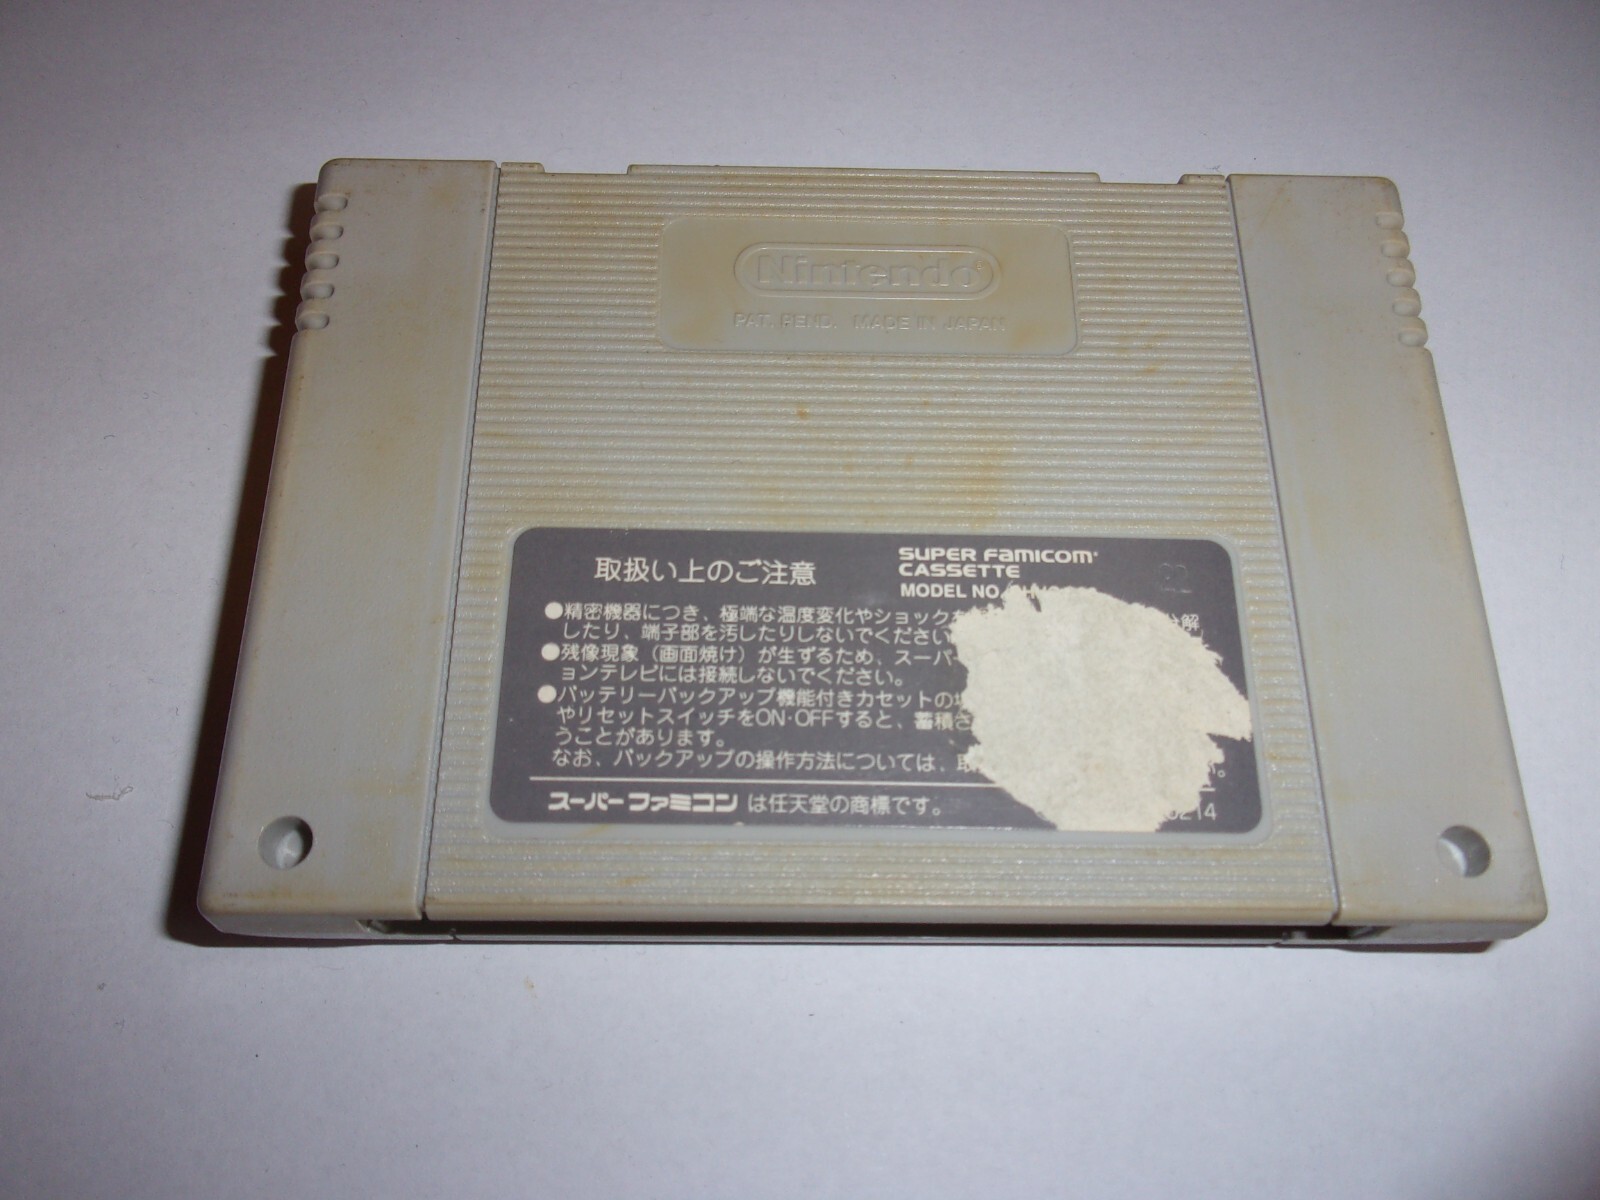 Nintendo
PAT. PEND. MADE IN JAPAN
取扱い上のご注意
SUPER FAMICOM
CASSETTE
MODEL NO.
●精密機器につき、極端な温度変化やショックを
解
したり、端子部を汚したりしないでください
●残像現象（画面焼け）が生ずるため、スーパー
ョンテレビには接続しないでください。
●バッテリーバックアップ機能付きカセットの
やリセットスイッチをON・OFFすると、蓄積さ
うことがあります。
なお、バックアップの操作方法については、取
い。
スーパーファミコン は任天堂の商標です。
214